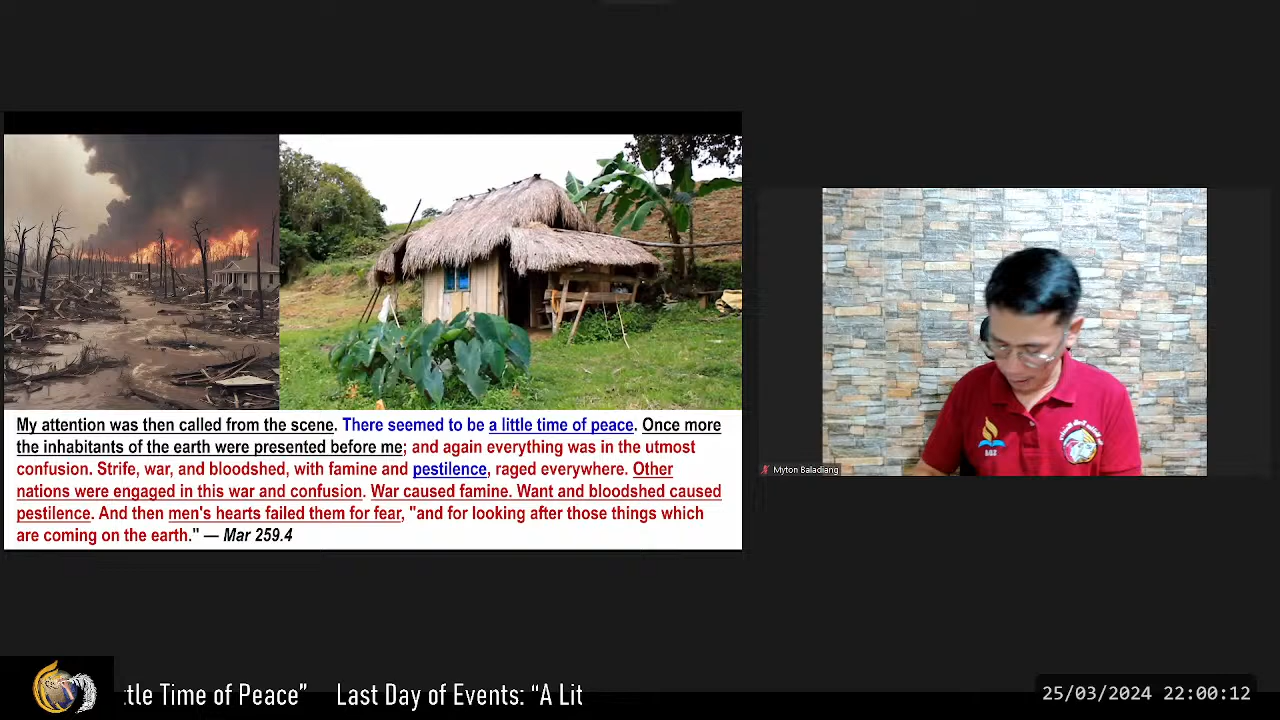 My attention was then called from the scene. There seemed to be a little time of peace. Once more
the inhabitants of the earth were presented before me; and again everything was in the utmost
confusion. Strife, war, and bloodshed, with famine and pestilence, raged everywhere. Other
nations were engaged in this war and confusion. War caused famine. Want and bloodshed caused
pestilence. And then men's hearts failed them for fear, "and for looking after those things which
are coming on the earth." — Mar 259.4
Myton Baladiang
ttle Time of Peace” Last Day of Events: “A Lit
25/03/2024 22:00:12